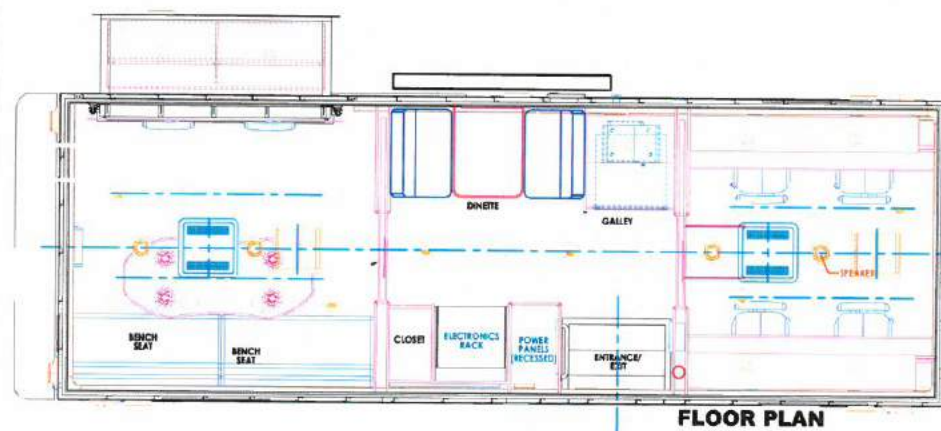 DINETTE
GALLEY
SPEAKER
BENCH
SEAT
BENCH
SEAT
CLOSET
ELECTRONICS
RACK
POWER
PANELS
(RECESSED)
ENTRANCE/
EXIT
FLOOR PLAN